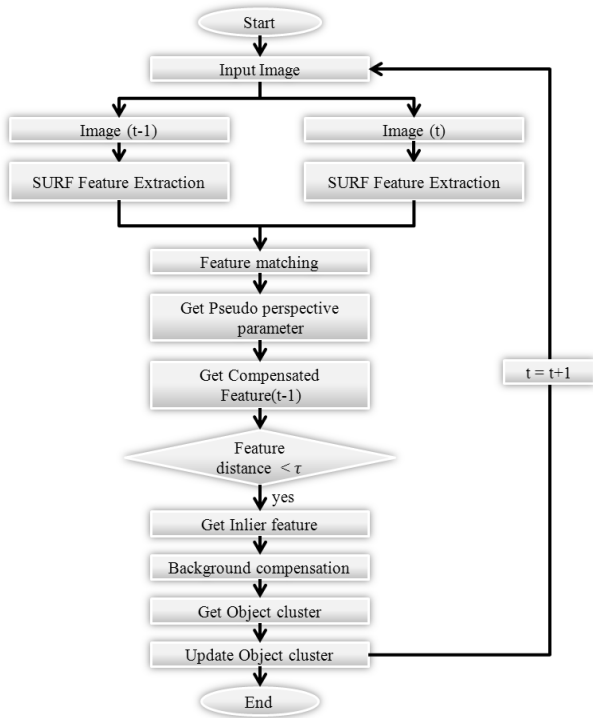 Start
Input Image
Image (t-1)
Image (t)
SURF Feature Extraction
SURF Feature Extraction
Feature matching
Get Pseudo perspective
parameter
Get Compensated
Feature(t-1)
t = t+1
Feature
distance < τ
yes
Get Inlier feature
Background compensation
Get Object cluster
Update Object cluster
End